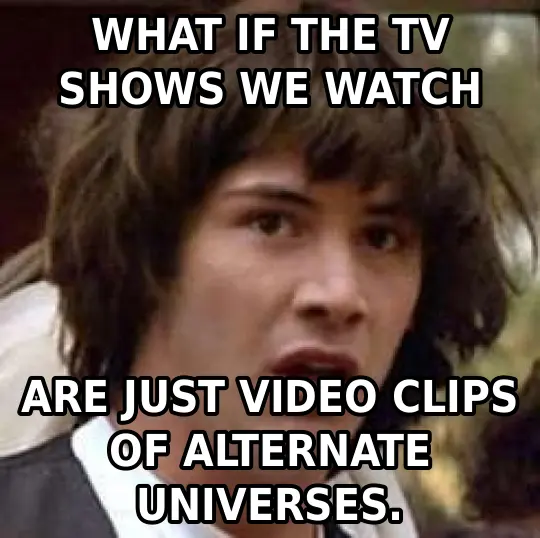 WHAT IF THE TV
SHOWS WE WATCH
ARE JUST VIDEO CLIPS
OF ALTERNATE
UNIVERSES.